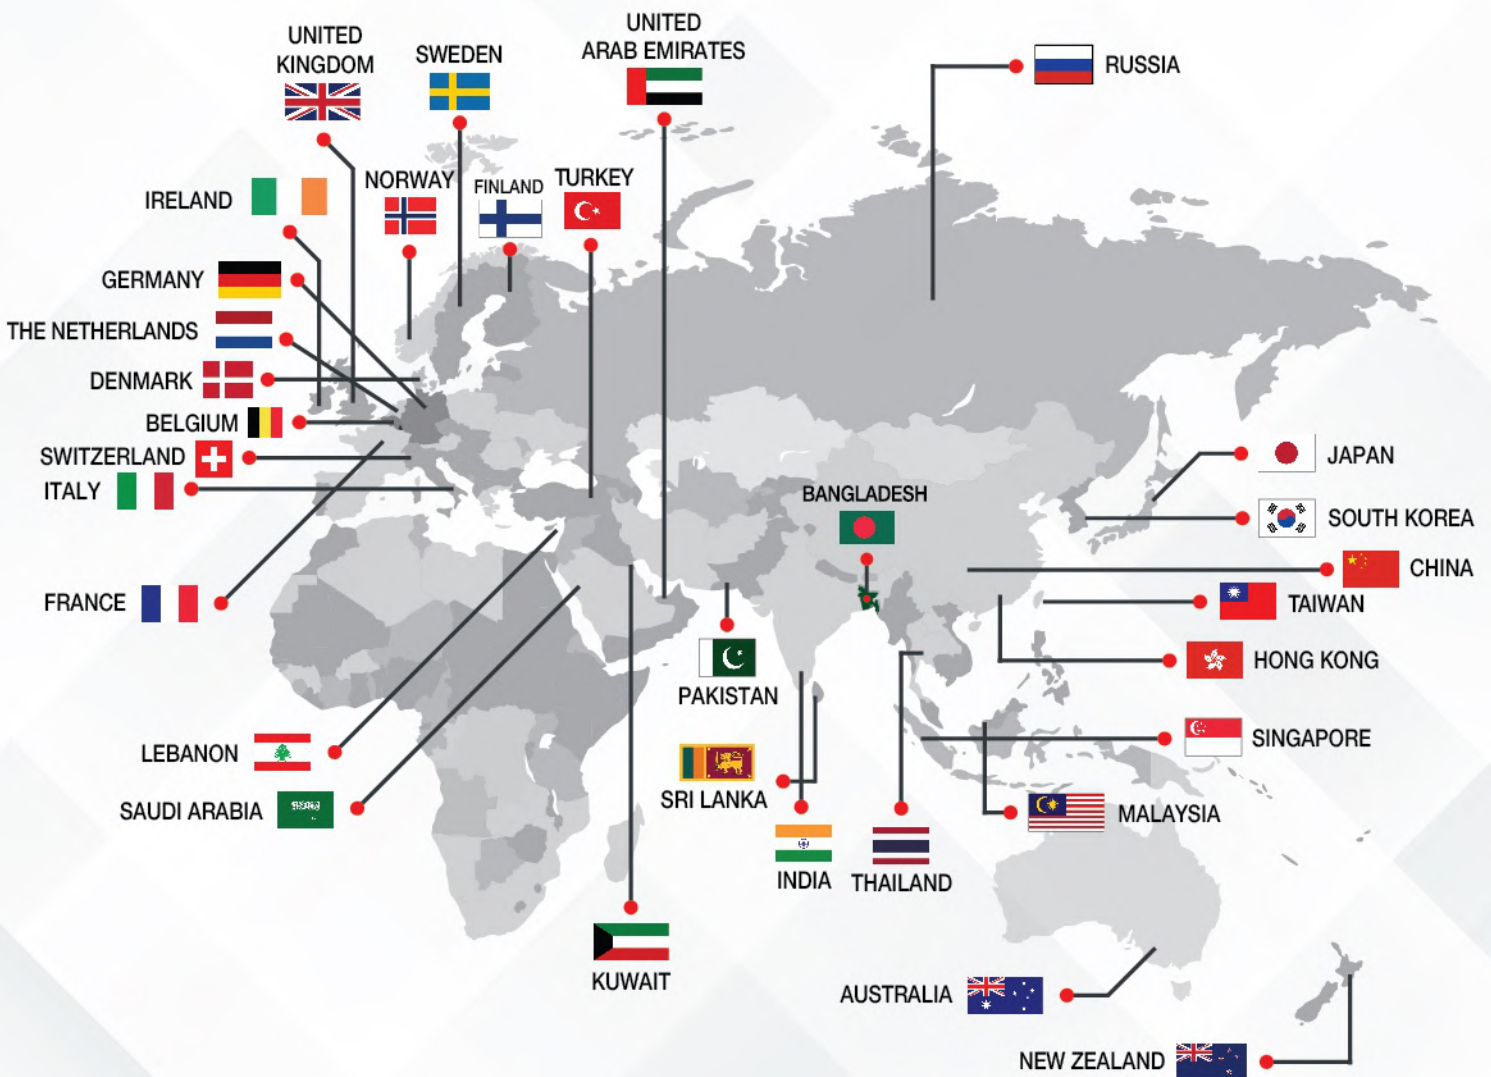 UNITED
KINGDOM
SWEDEN
UNITED
ARAB EMIRATES
RUSSIA
IRELAND
NORWAY
FINLAND
TURKEY
GERMANY
THE NETHERLANDS
DENMARK
BELGIUM
SWITZERLAND
ITALY
FRANCE
BANGLADESH
JAPAN
SOUTH KOREA
CHINA
TAIWAN
HONG KONG
PAKISTAN
LEBANON
SAUDI ARABIA
SRI LANKA
SINGAPORE
MALAYSIA
INDIA
THAILAND
KUWAIT
AUSTRALIA
NEW ZEALAND